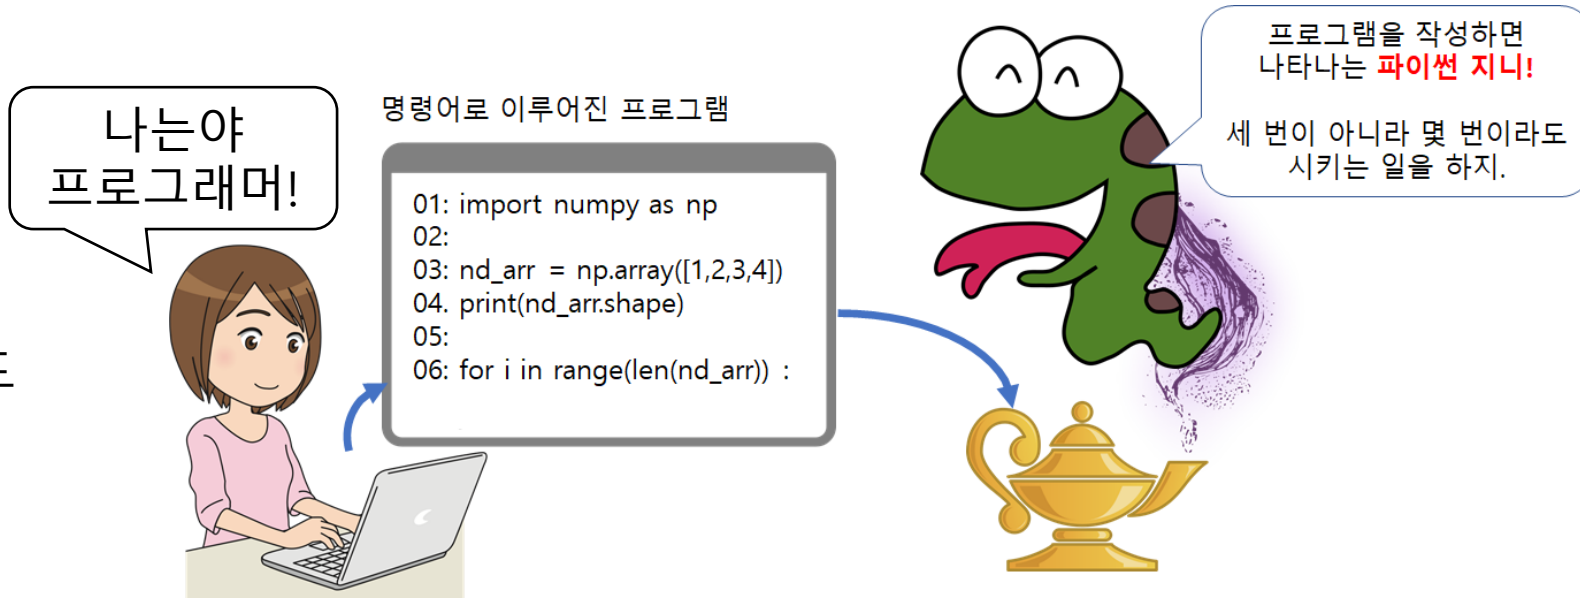 나는야
프로그래머!
명령어로 이루어진 프로그램
01: import numpy as np
02:
03: nd_arr = np.array([1,2,3,4])
04. print(nd_arr.shape)
05:
06: for i in range(len(nd_arr)) :
프로그램을 작성하면
나타나는 파이썬 지니!
세 번이 아니라 몇 번이라도
시키는 일을 하지.